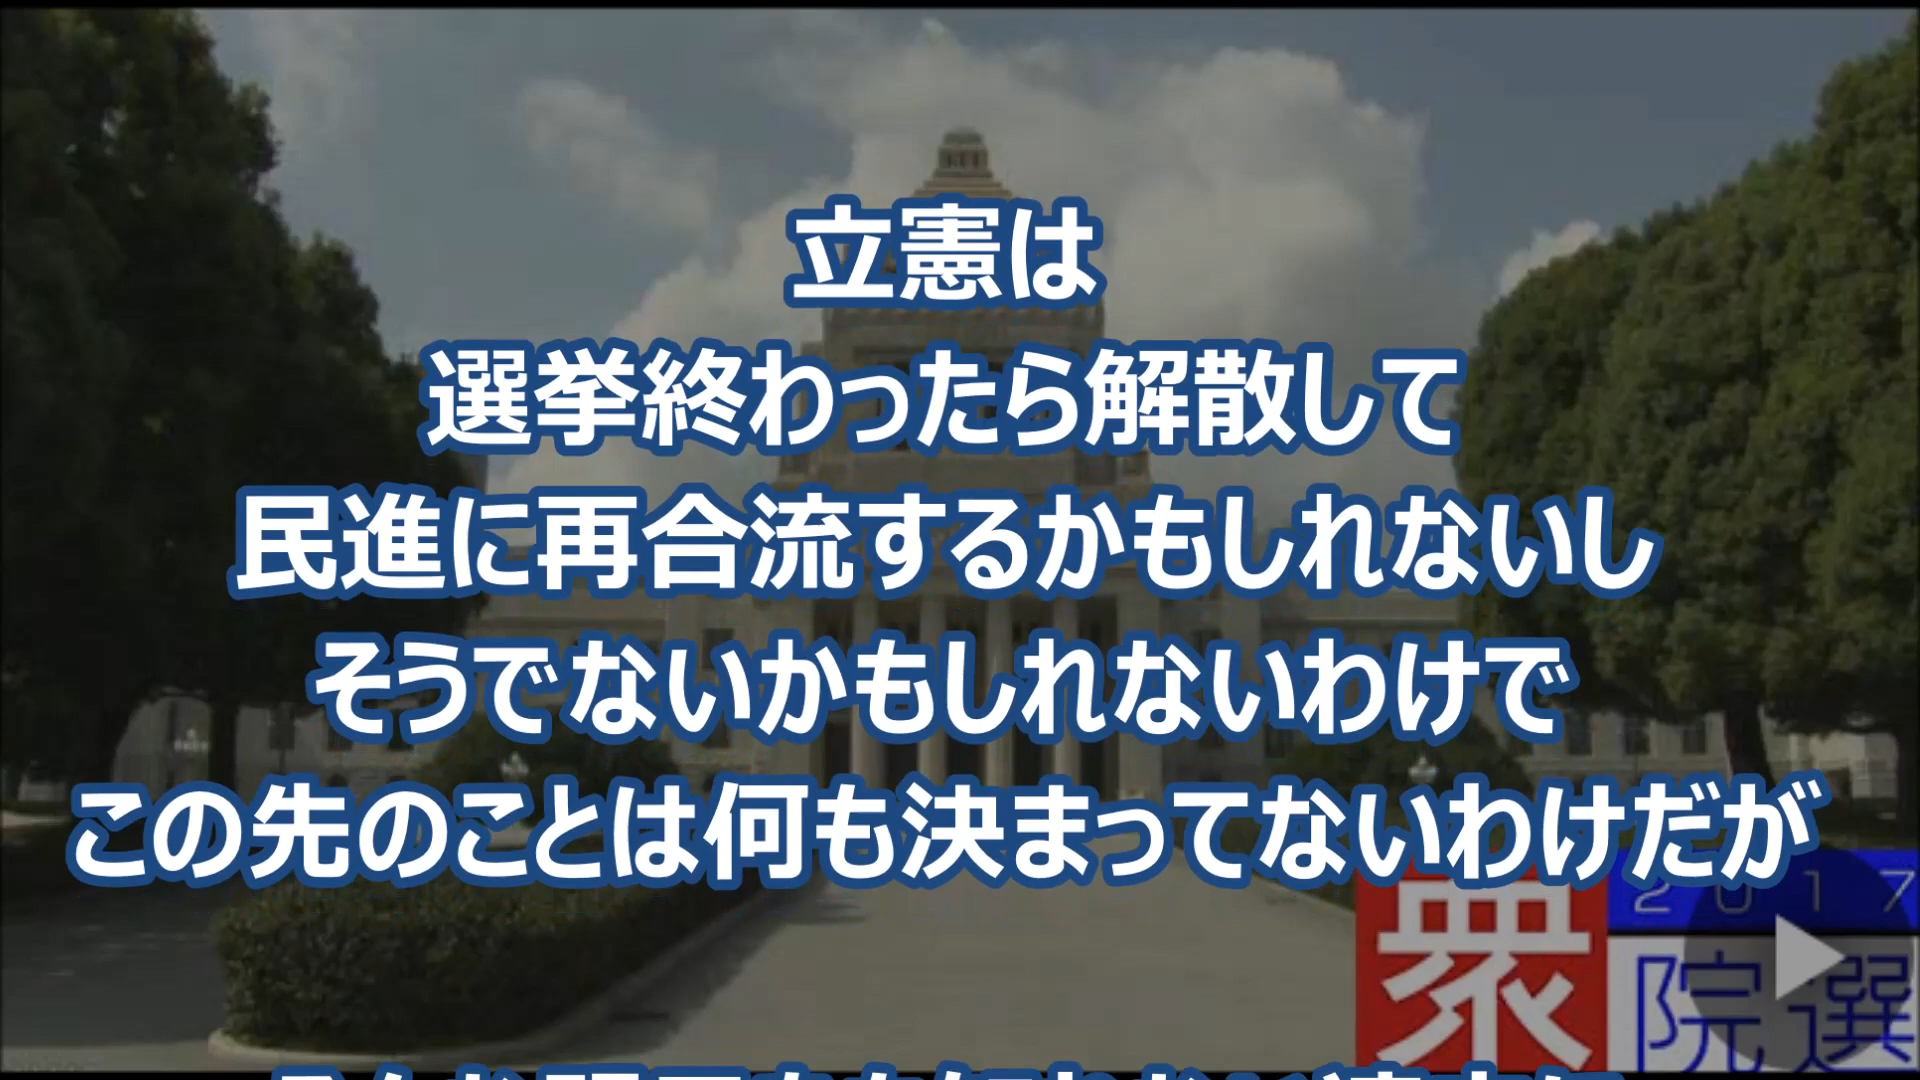 立憲は
選挙終わったら解散して
民進に再合流するかもしれないし
そうでないかもしれないわけで
この先のことは何も決まってないわけだが
衆
2017
院選